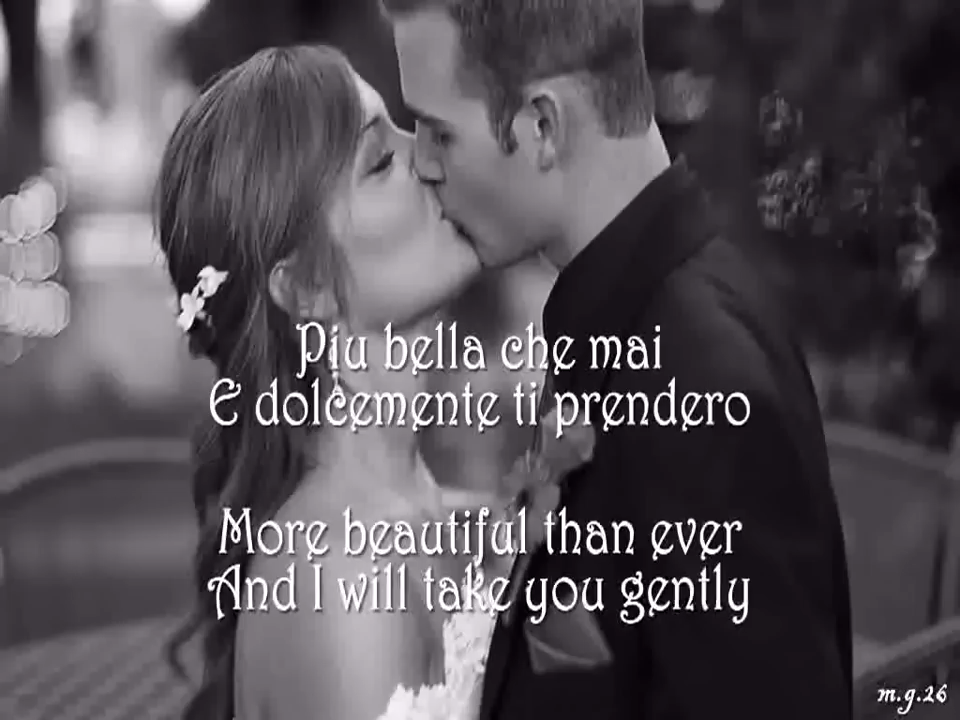 Piu bella che mai
E dolcemente ti prendero
More beautiful than ever
And I will take you gently
m.g.26